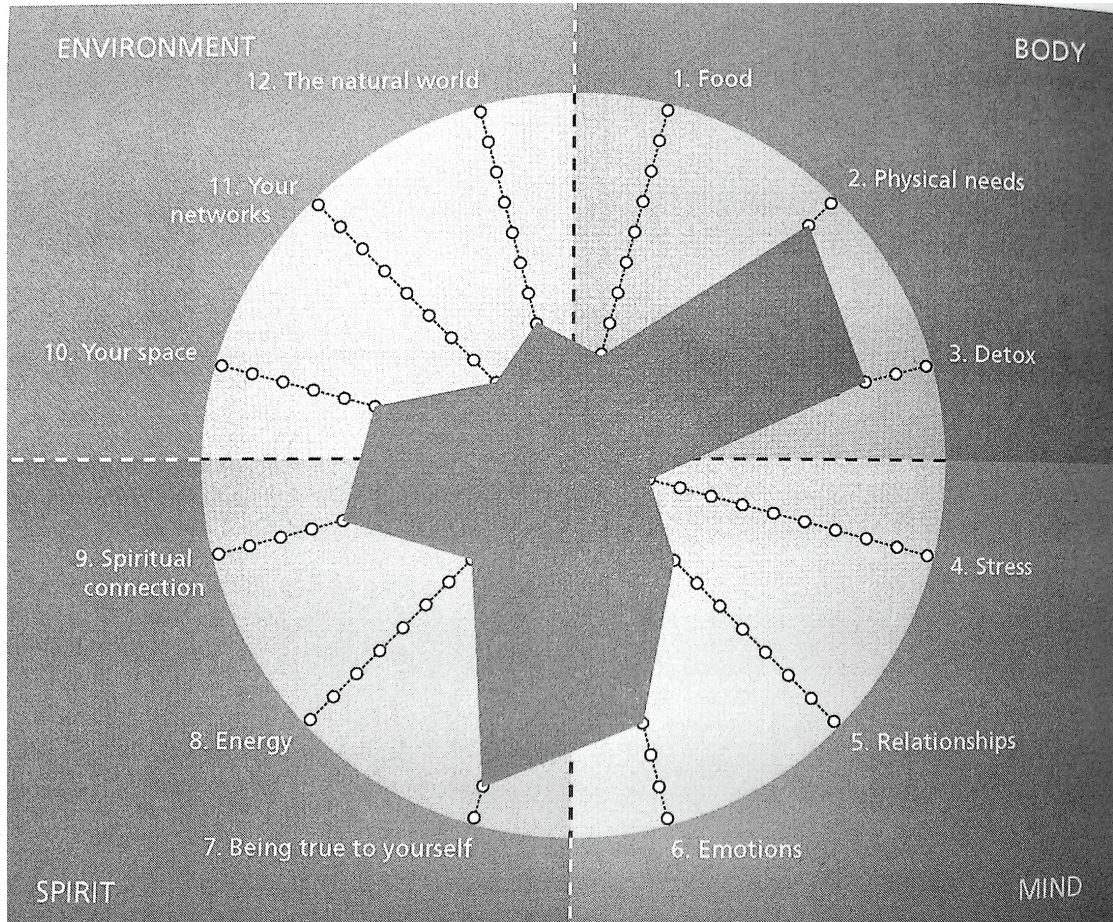 ENVIRONMENT
BODY
12. The natural world
1. Food
11. Your
networks
2. Physical needs
10. Your space
3. Detox
9. Spiritual
connection
4. Stress
8. Energy
5. Relationships
7. Being true to yourself
6. Emotions
SPIRIT
MIND